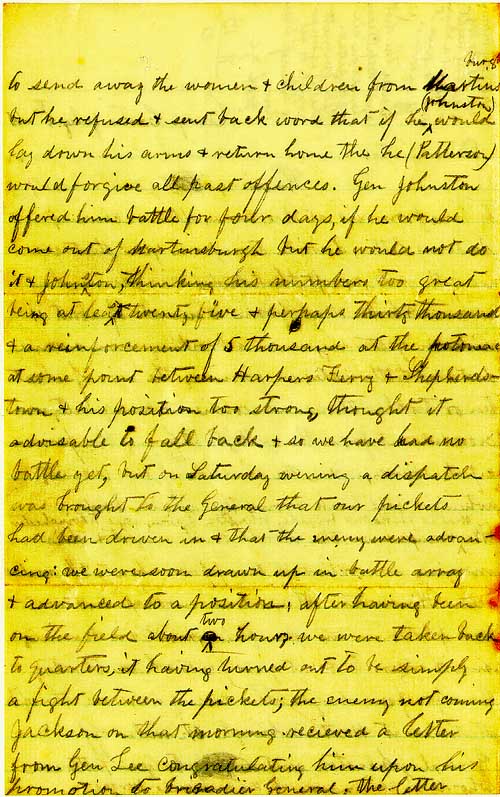 burg &
to send away the women & children from Martins
(Johnston)
but he refused & sent back word that if he ^ would
lay down his arms & return home the he (Patterson)
would forgive all past offences. Gen Johnston
offered him battle for four days, if he would
come out of Martinsburgh but he would not do
it & Johnston, thinking his numbers too great
being at least twenty five & perhaps thirty thousand
& a reinforcement of 5 thousand at the potomac
at some point between Harpers Ferry & Shepherds-
town & his position too strong, thought it
advisable to fall back & so we have had no
battle yet, but on Saturday evening a dispatch
was brought to the General that our pickets
had been driven in & that the enemy were advan-
cing: we were soon drawn up in battle array
& advanced to a position; after having been
two
on the field about hours we were taken back
to quarters, it having turned out to be simply
a fight between the pickets; the enemy not coming
Jackson on that morning recieved a letter
from Gen Lee congratulating him upon his
promotion to brigadier General. the letter